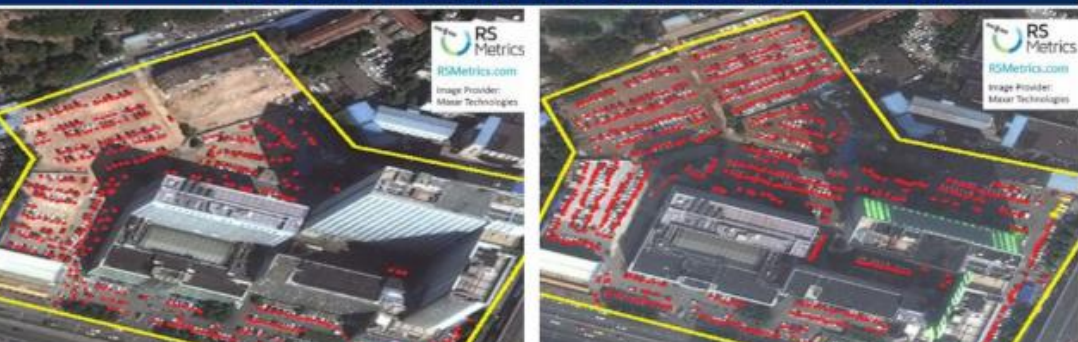 RS
Metrics
RSMetrics.com
Image Provider:
Maxar Technologies
RS
Metrics
RSMetrics.com
Image Provider:
Maxar Technologies